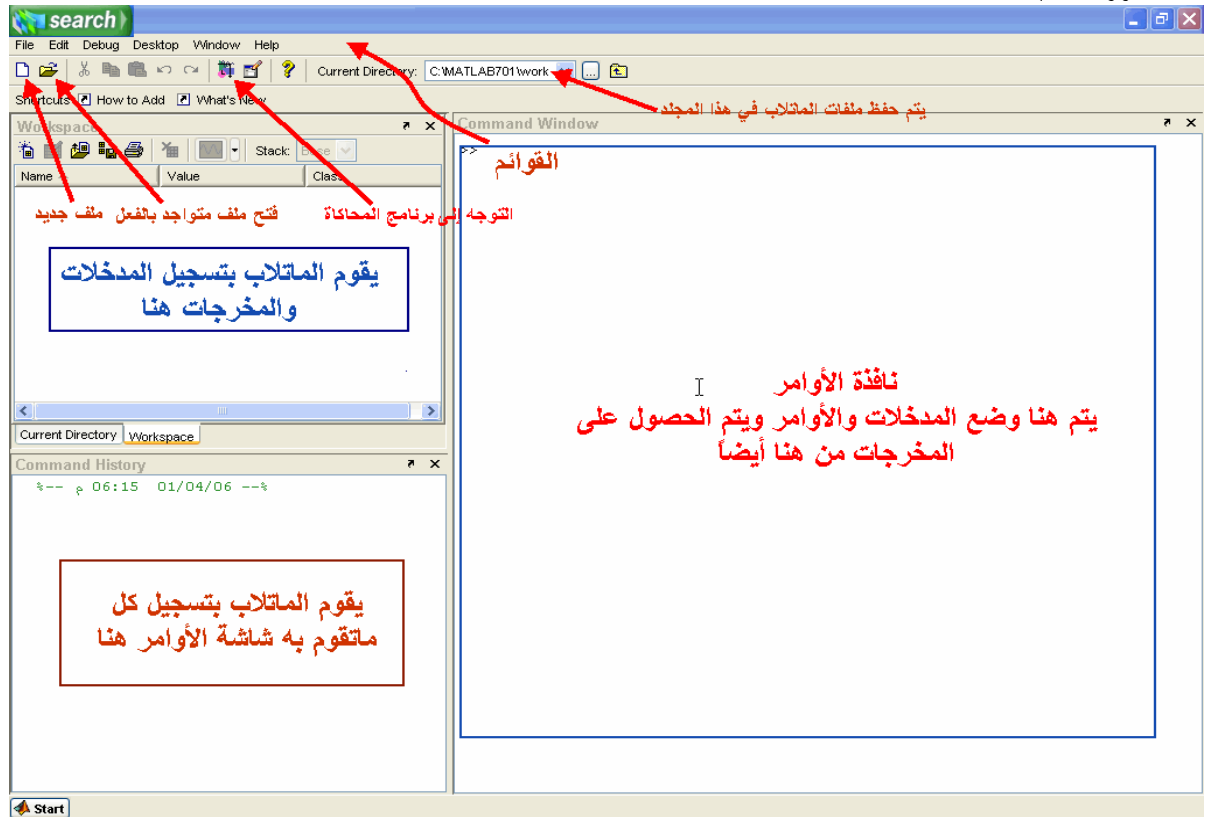 search
File Edit Debug Desktop Window Help
Current Directory: C:\MATLAB701\work
Shortcuts How to Add What's New
يتم حفظ ملفات الماتلاب في هذا المجلد
Workspace
Stack: Base
Name Value Class
ملف جديد
فتح ملف متواجد بالفعل
التوجه إلى برنامج المحاكاة
يقوم الماتلاب بتسجيل المدخلات
والمخرجات هنا
Current Directory Workspace
Command History
%-- 01/04/06 06:15 م --%
يقوم الماتلاب بتسجيل كل
ماتقوم به شاشة الأوامر هنا
Command Window
>>
القوائم
نافذة الأوامر
يتم هنا وضع المدخلات والأوامر ويتم الحصول على
المخرجات من هنا أيضاً
Start